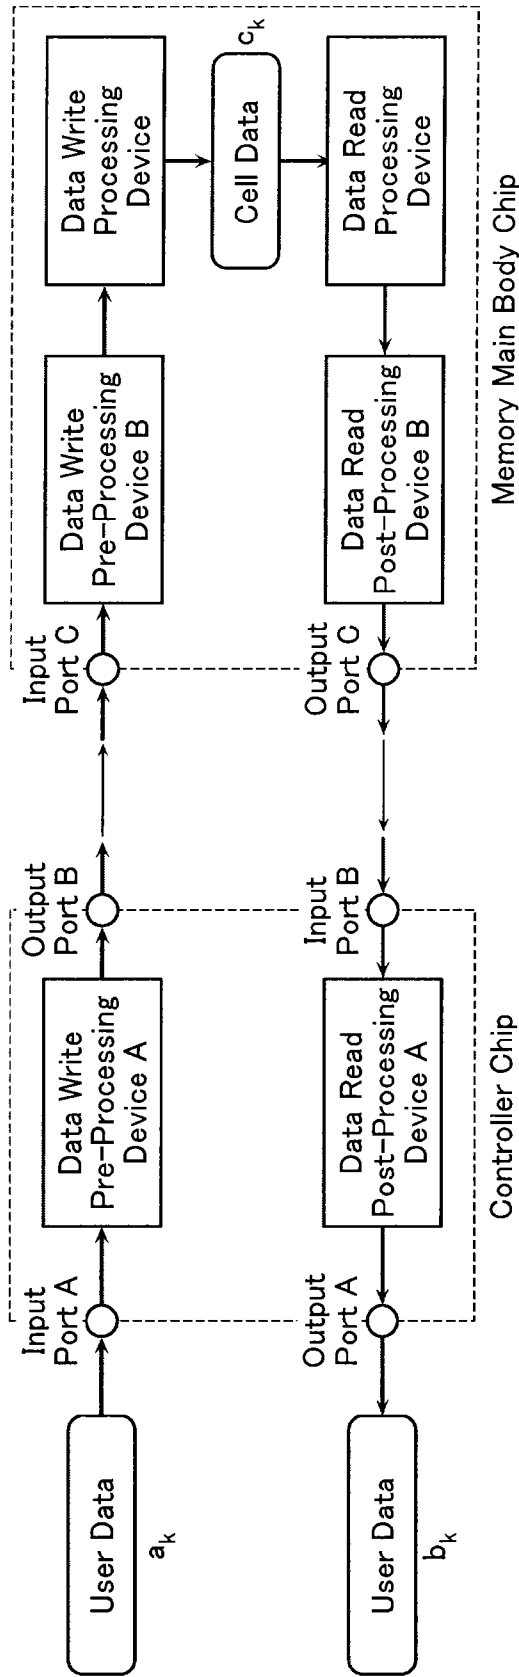 User Data
a_k
Input
Port A
Data Write
Pre-Processing
Device A
Output
Port B
Input
Port C
Data Write
Pre-Processing
Device B
Data Write
Processing
Device
Cell Data
c_k
Data Read
Processing
Device
Data Read
Post-Processing
Device B
Output
Port C
Input
Port B
Data Read
Post-Processing
Device A
Output
Port A
User Data
b_k
Controller Chip
Memory Main Body Chip